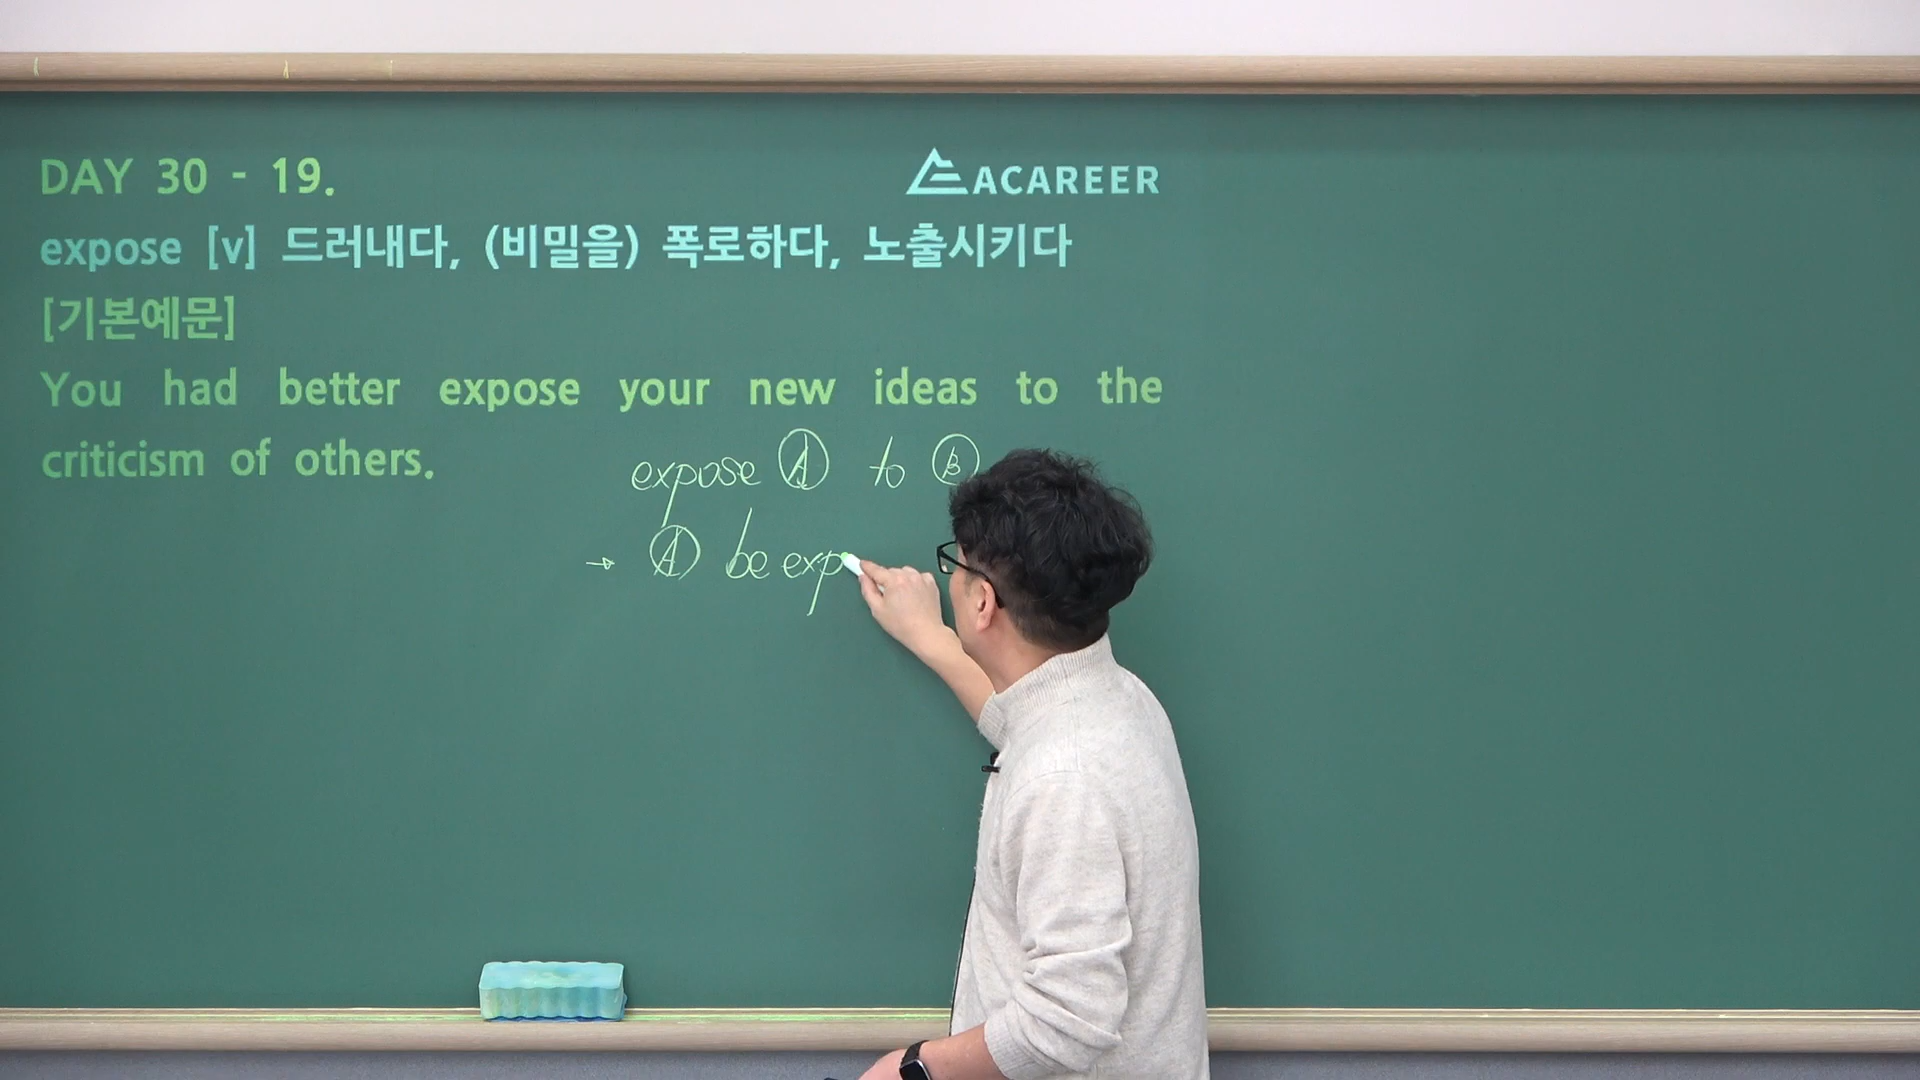 DAY 30 - 19.
ACAREER
expose [v] 드러내다, (비밀을) 폭로하다, 노출시키다
[기본예문]
You had better expose your new ideas to the
criticism of others.
expose Ⓐ to Ⓑ
→ Ⓐ be exp